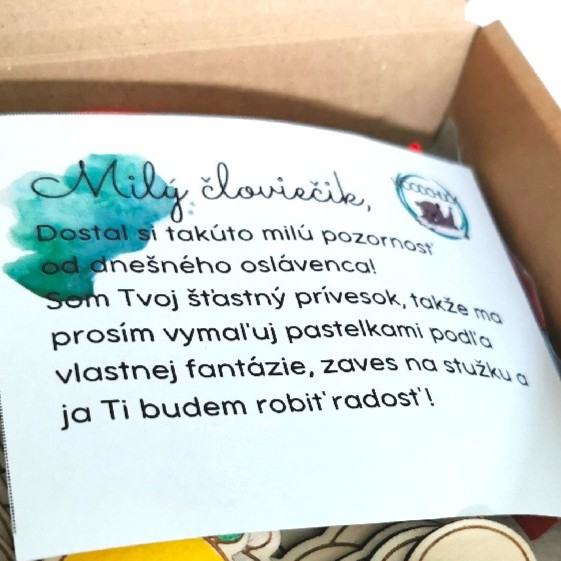 Milý človiečik,
Dostal si takúto milú pozornosť
od dnešného oslávenca!
Som Tvoj šťastný prívesok, takže ma
prosím vymaľuj pastelkami podľa
vlastnej fantázie, zaves na stužku a
ja Ti budem robiť radosť!